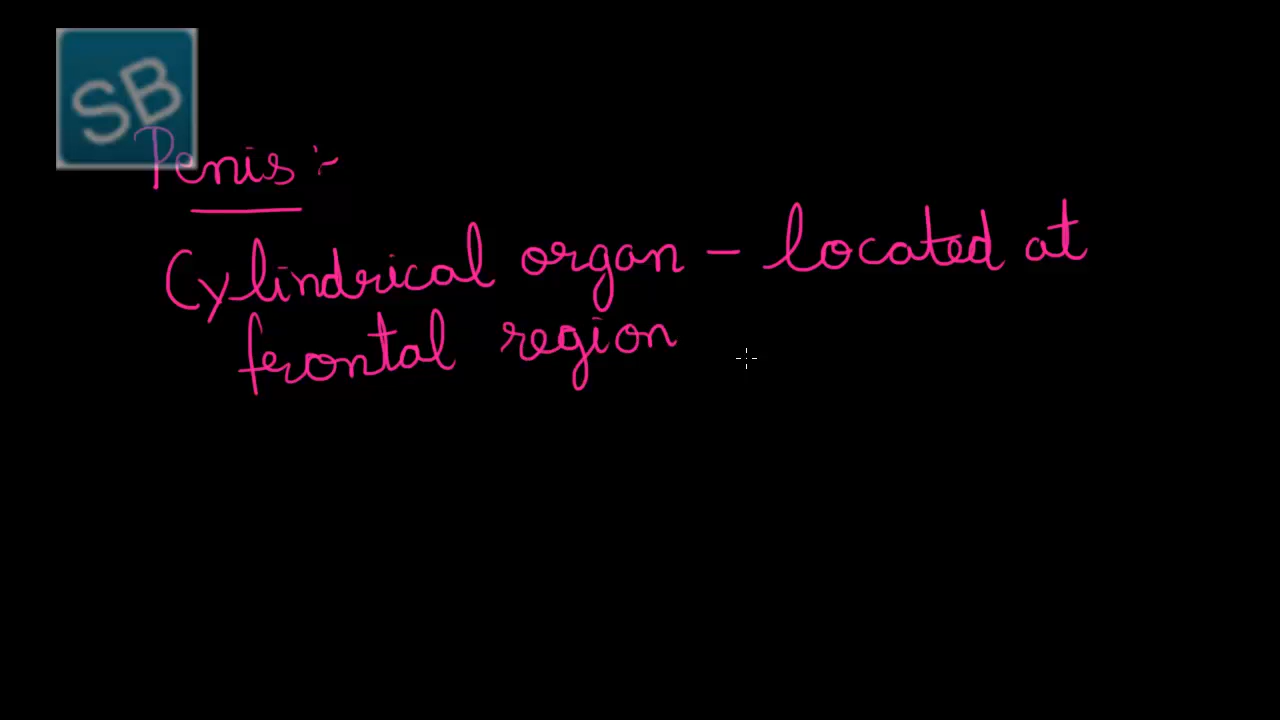 SB
Penis :-
Cylindrical organ - located at
frontal region